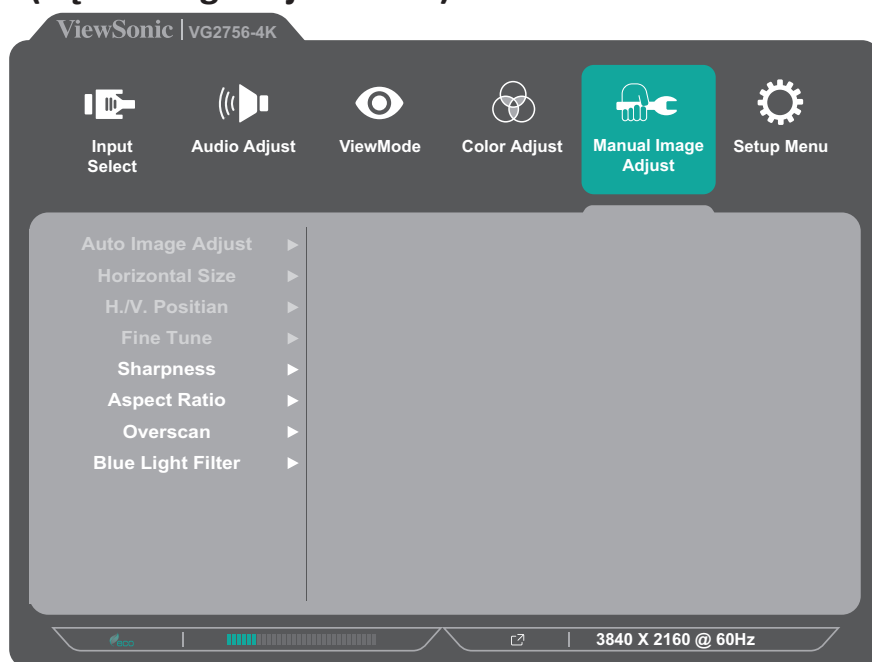 ViewSonic | VG2756-4K
Input Select
Audio Adjust
ViewMode
Color Adjust
Manual Image Adjust
Setup Menu
Auto Image Adjust
Horizontal Size
H./V. Positian
Fine Tune
Sharpness
Aspect Ratio
Overscan
Blue Light Filter
eco
3840 X 2160 @ 60Hz